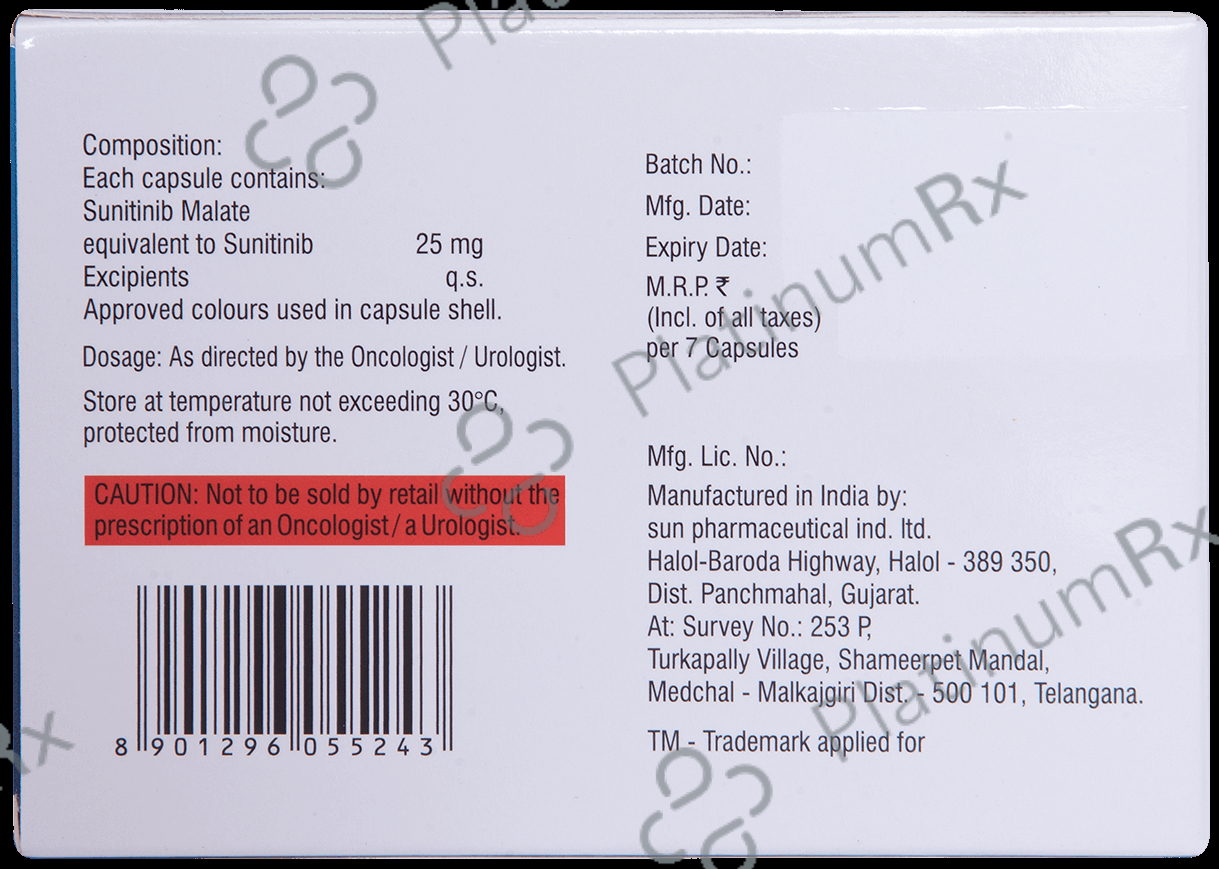 Composition:
Each capsule contains:
Sunitinib Malate
equivalent to Sunitinib 25 mg
Excipients q.s.
Approved colours used in capsule shell.
Dosage: As directed by the Oncologist / Urologist.
Store at temperature not exceeding 30°C,
protected from moisture.
CAUTION: Not to be sold by retail without the
prescription of an Oncologist / a Urologist.
8 901296 055243
Batch No.:
Mfg. Date:
Expiry Date:
M.R.P. ₹
(Incl. of all taxes)
per 7 Capsules
Mfg. Lic. No.:
Manufactured in India by:
sun pharmaceutical ind. ltd.
Halol-Baroda Highway, Halol - 389 350,
Dist. Panchmahal, Gujarat.
At: Survey No.: 253 P,
Turkapally Village, Shameerpet Mandal,
Medchal - Malkajgiri Dist. - 500 101, Telangana.
TM - Trademark applied for
Plat
PlatinumRx
PlatinumRx
Rx